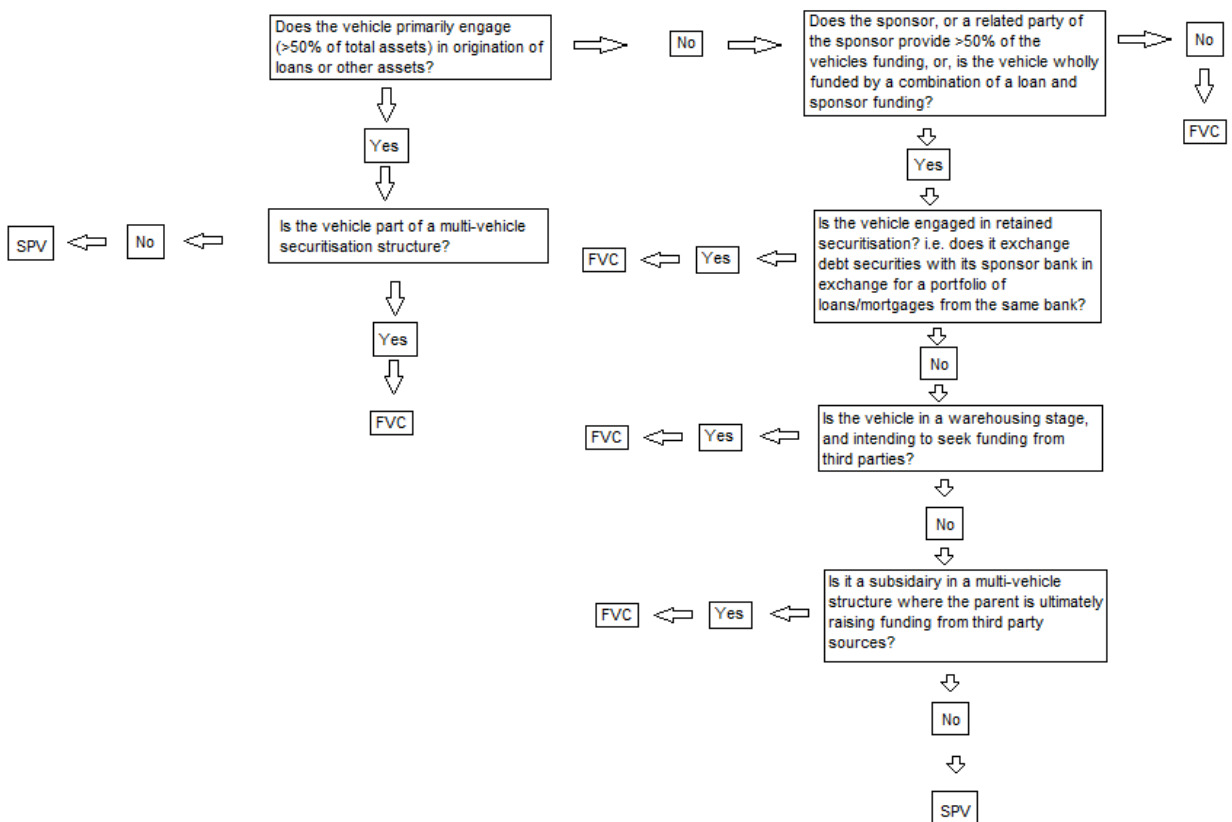 Does the vehicle primarily engage
(>50% of total assets) in origination of
loans or other assets?
No
Does the sponsor, or a related party of
the sponsor provide >50% of the
vehicles funding, or, is the vehicle wholly
funded by a combination of a loan and
sponsor funding?
No
FVC
Yes
Yes
Is the vehicle part of a multi-vehicle
securitisation structure?
No
SPV
Yes
FVC
Is the vehicle engaged in retained
securitisation? i.e. does it exchange
debt securities with its sponsor bank in
exchange for a portfolio of
loans/mortgages from the same bank?
Yes
FVC
No
Is the vehicle in a warehousing stage,
and intending to seek funding from
third parties?
Yes
FVC
No
Is it a subsidairy in a multi-vehicle
structure where the parent is ultimately
raising funding from third party
sources?
Yes
FVC
No
SPV